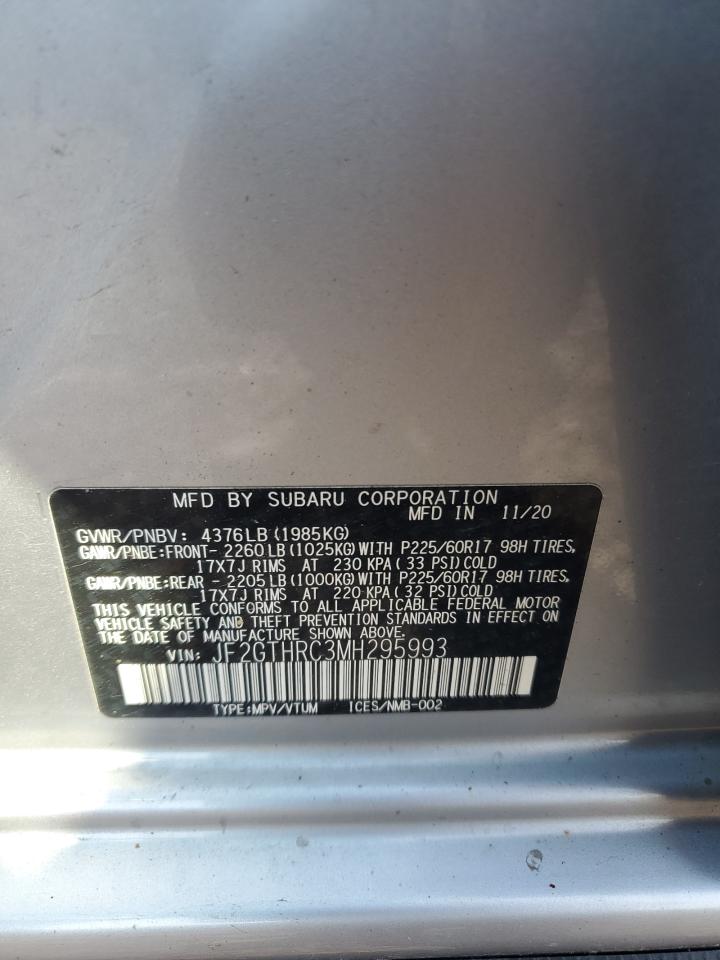 MFD BY SUBARU CORPORATION
MFD IN 11/20
GVWR/PNBV: 4376LB(1985KG)
GAWR/PNBE:FRONT- 2260LB(1025KG)WITH P225/60R17 98H TIRES,
17X7J RIMS AT 230 KPA(33 PSI)COLD
GAWR/PNBE:REAR - 2205LB(1000KG)WITH P225/60R17 98H TIRES,
17X7J RIMS AT 220 KPA(32 PSI)COLD
THIS VEHICLE CONFORMS TO ALL APPLICABLE FEDERAL MOTOR
VEHICLE SAFETY AND THEFT PREVENTION STANDARDS IN EFFECT ON
THE DATE OF MANUFACTURE SHOWN ABOVE.
VIN: JF2GTHRC3MH295993
TYPE:MPV/VTUM ICES/NMB-002